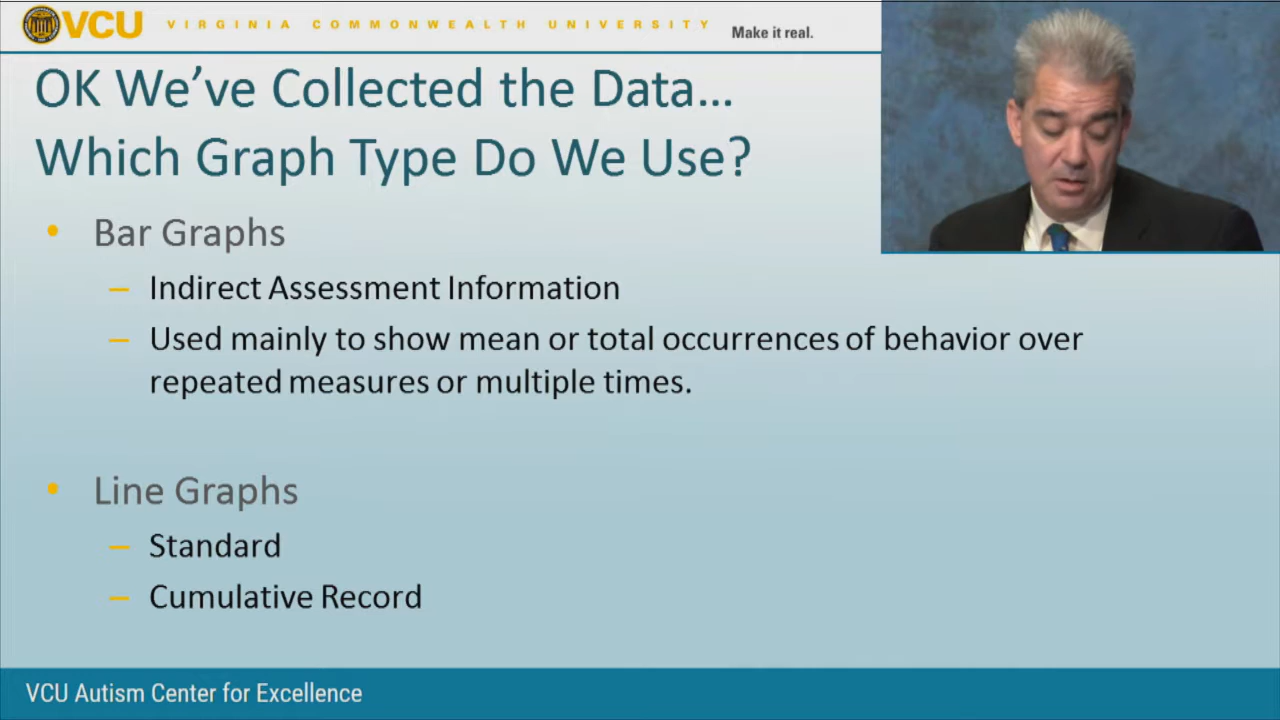 VCU VIRGINIA COMMONWEALTH UNIVERSITY Make it real.
OK We've Collected the Data...
Which Graph Type Do We Use?
• Bar Graphs
– Indirect Assessment Information
– Used mainly to show mean or total occurrences of behavior over
repeated measures or multiple times.
• Line Graphs
– Standard
– Cumulative Record
VCU Autism Center for Excellence